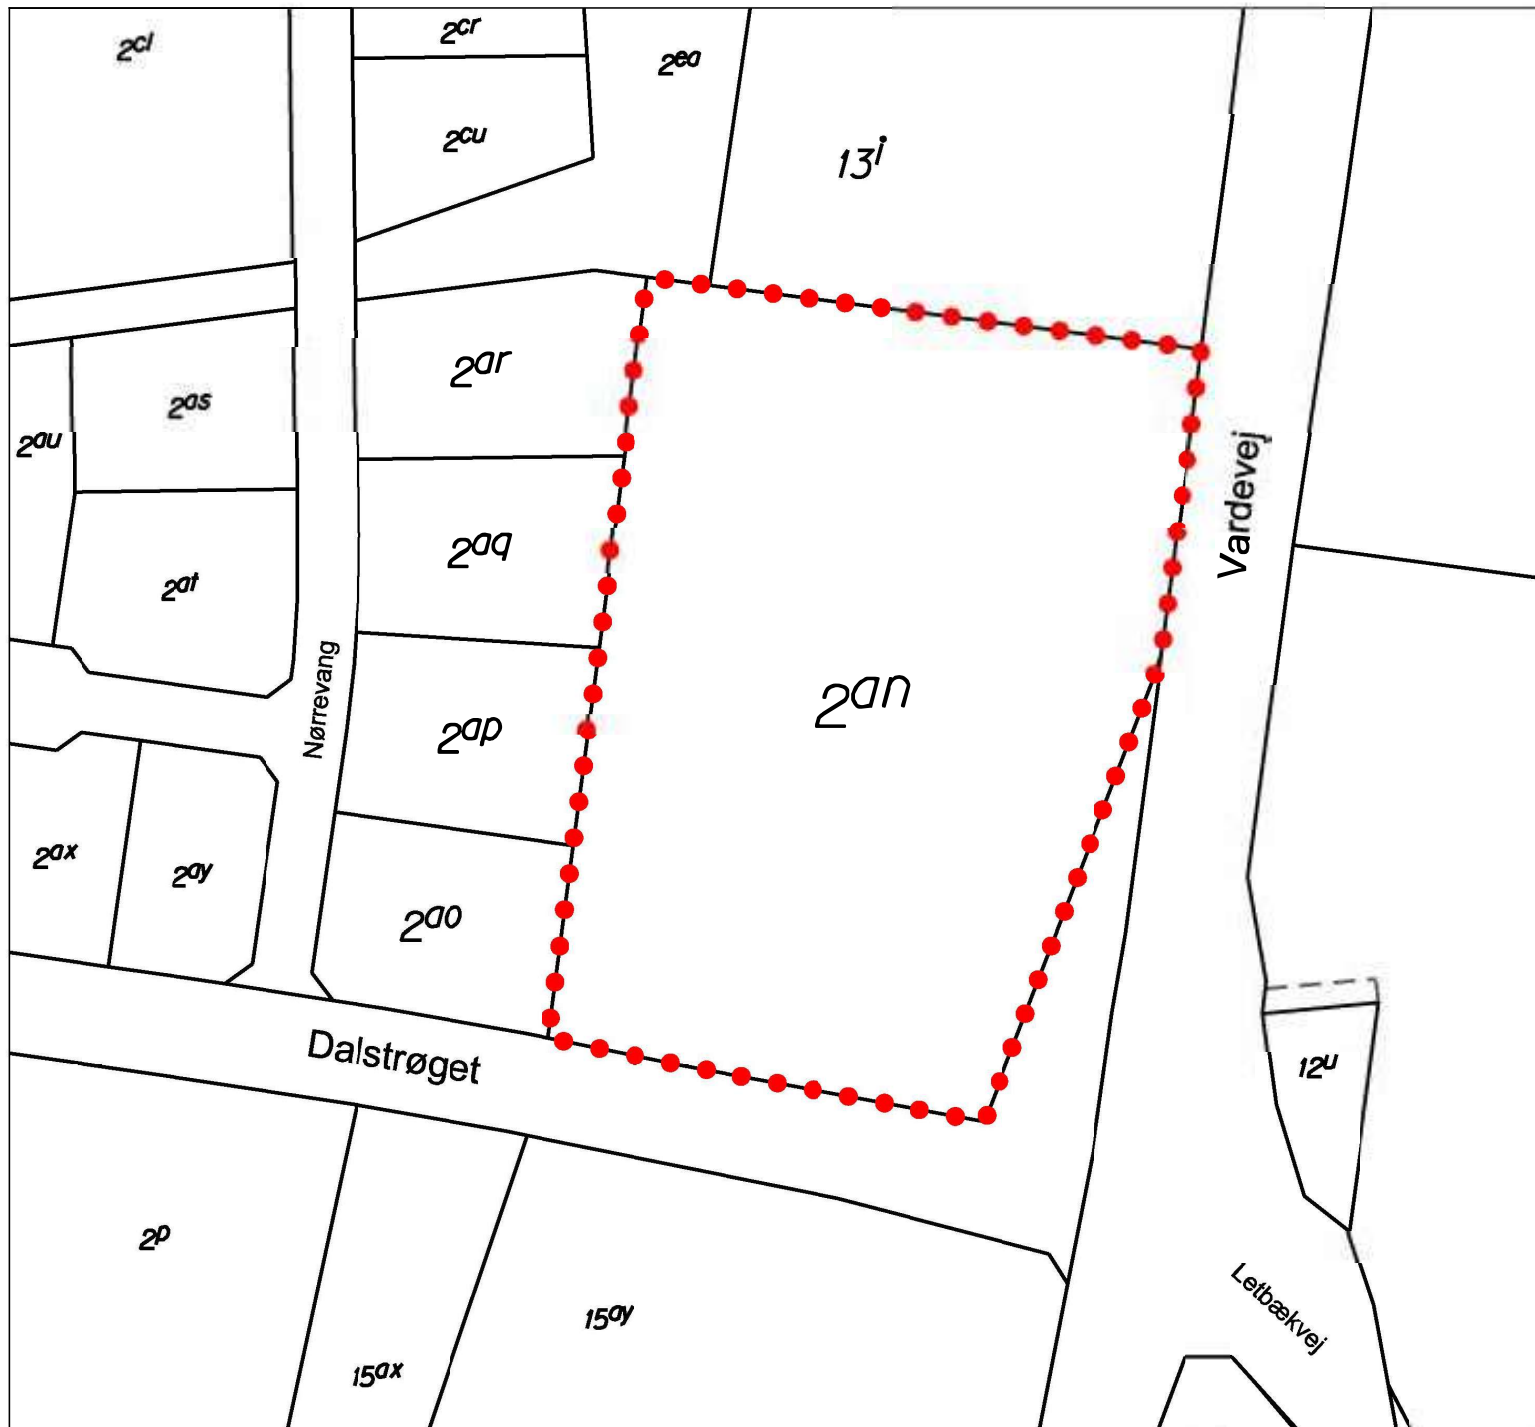 2cl
2cr
2ea
2cu
13i
2ar
2as
2au
2aq
2at
Vardevej
Nørrevang
2an
2ap
2ax
2ay
2ao
Dalstrøget
12u
2p
15ay
Letbækvej
15ax